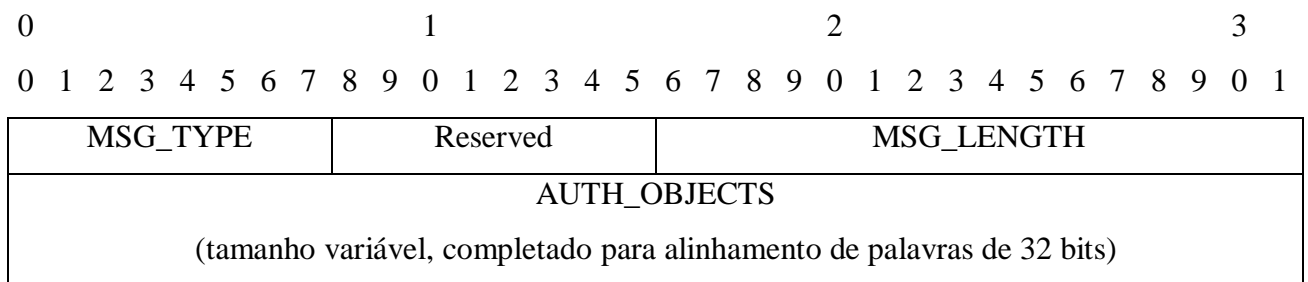 0 1 2 3
0 1 2 3 4 5 6 7 8 9 0 1 2 3 4 5 6 7 8 9 0 1 2 3 4 5 6 7 8 9 0 1
MSG_TYPE Reserved MSG_LENGTH
AUTH_OBJECTS
(tamanho variável, completado para alinhamento de palavras de 32 bits)